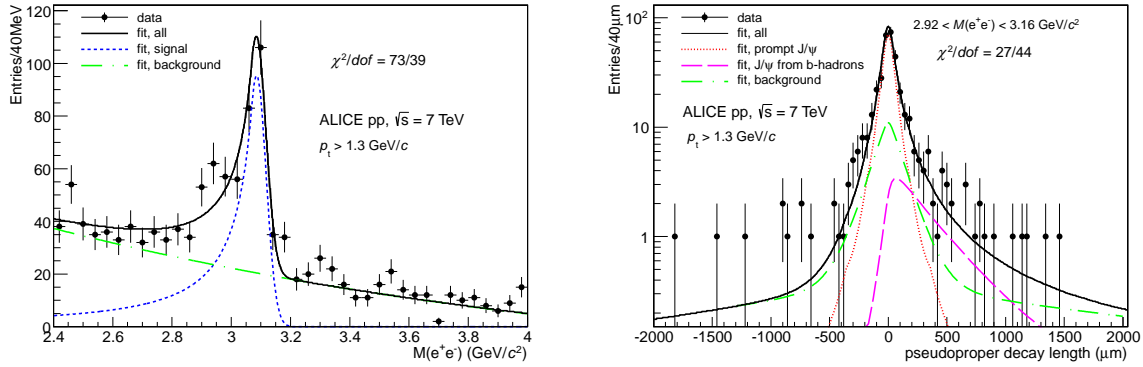 Entries/40MeV
120
100
80
60
40
20
0
data
fit, all
fit, signal
fit, background
χ²/dof = 73/39
ALICE pp, √s = 7 TeV
pt > 1.3 GeV/c
2.4 2.6 2.8 3 3.2 3.4 3.6 3.8 4
M(e⁺e⁻) (GeV/c²)
Entries/40μm
10²
10
1
data
fit, all
fit, prompt J/ψ
fit, J/ψ from b-hadrons
fit, background
2.92 < M(e⁺e⁻) < 3.16 GeV/c²
χ²/dof = 27/44
ALICE pp, √s = 7 TeV
pt > 1.3 GeV/c
-2000 -1500 -1000 -500 0 500 1000 1500 2000
pseudoproper decay length (μm)